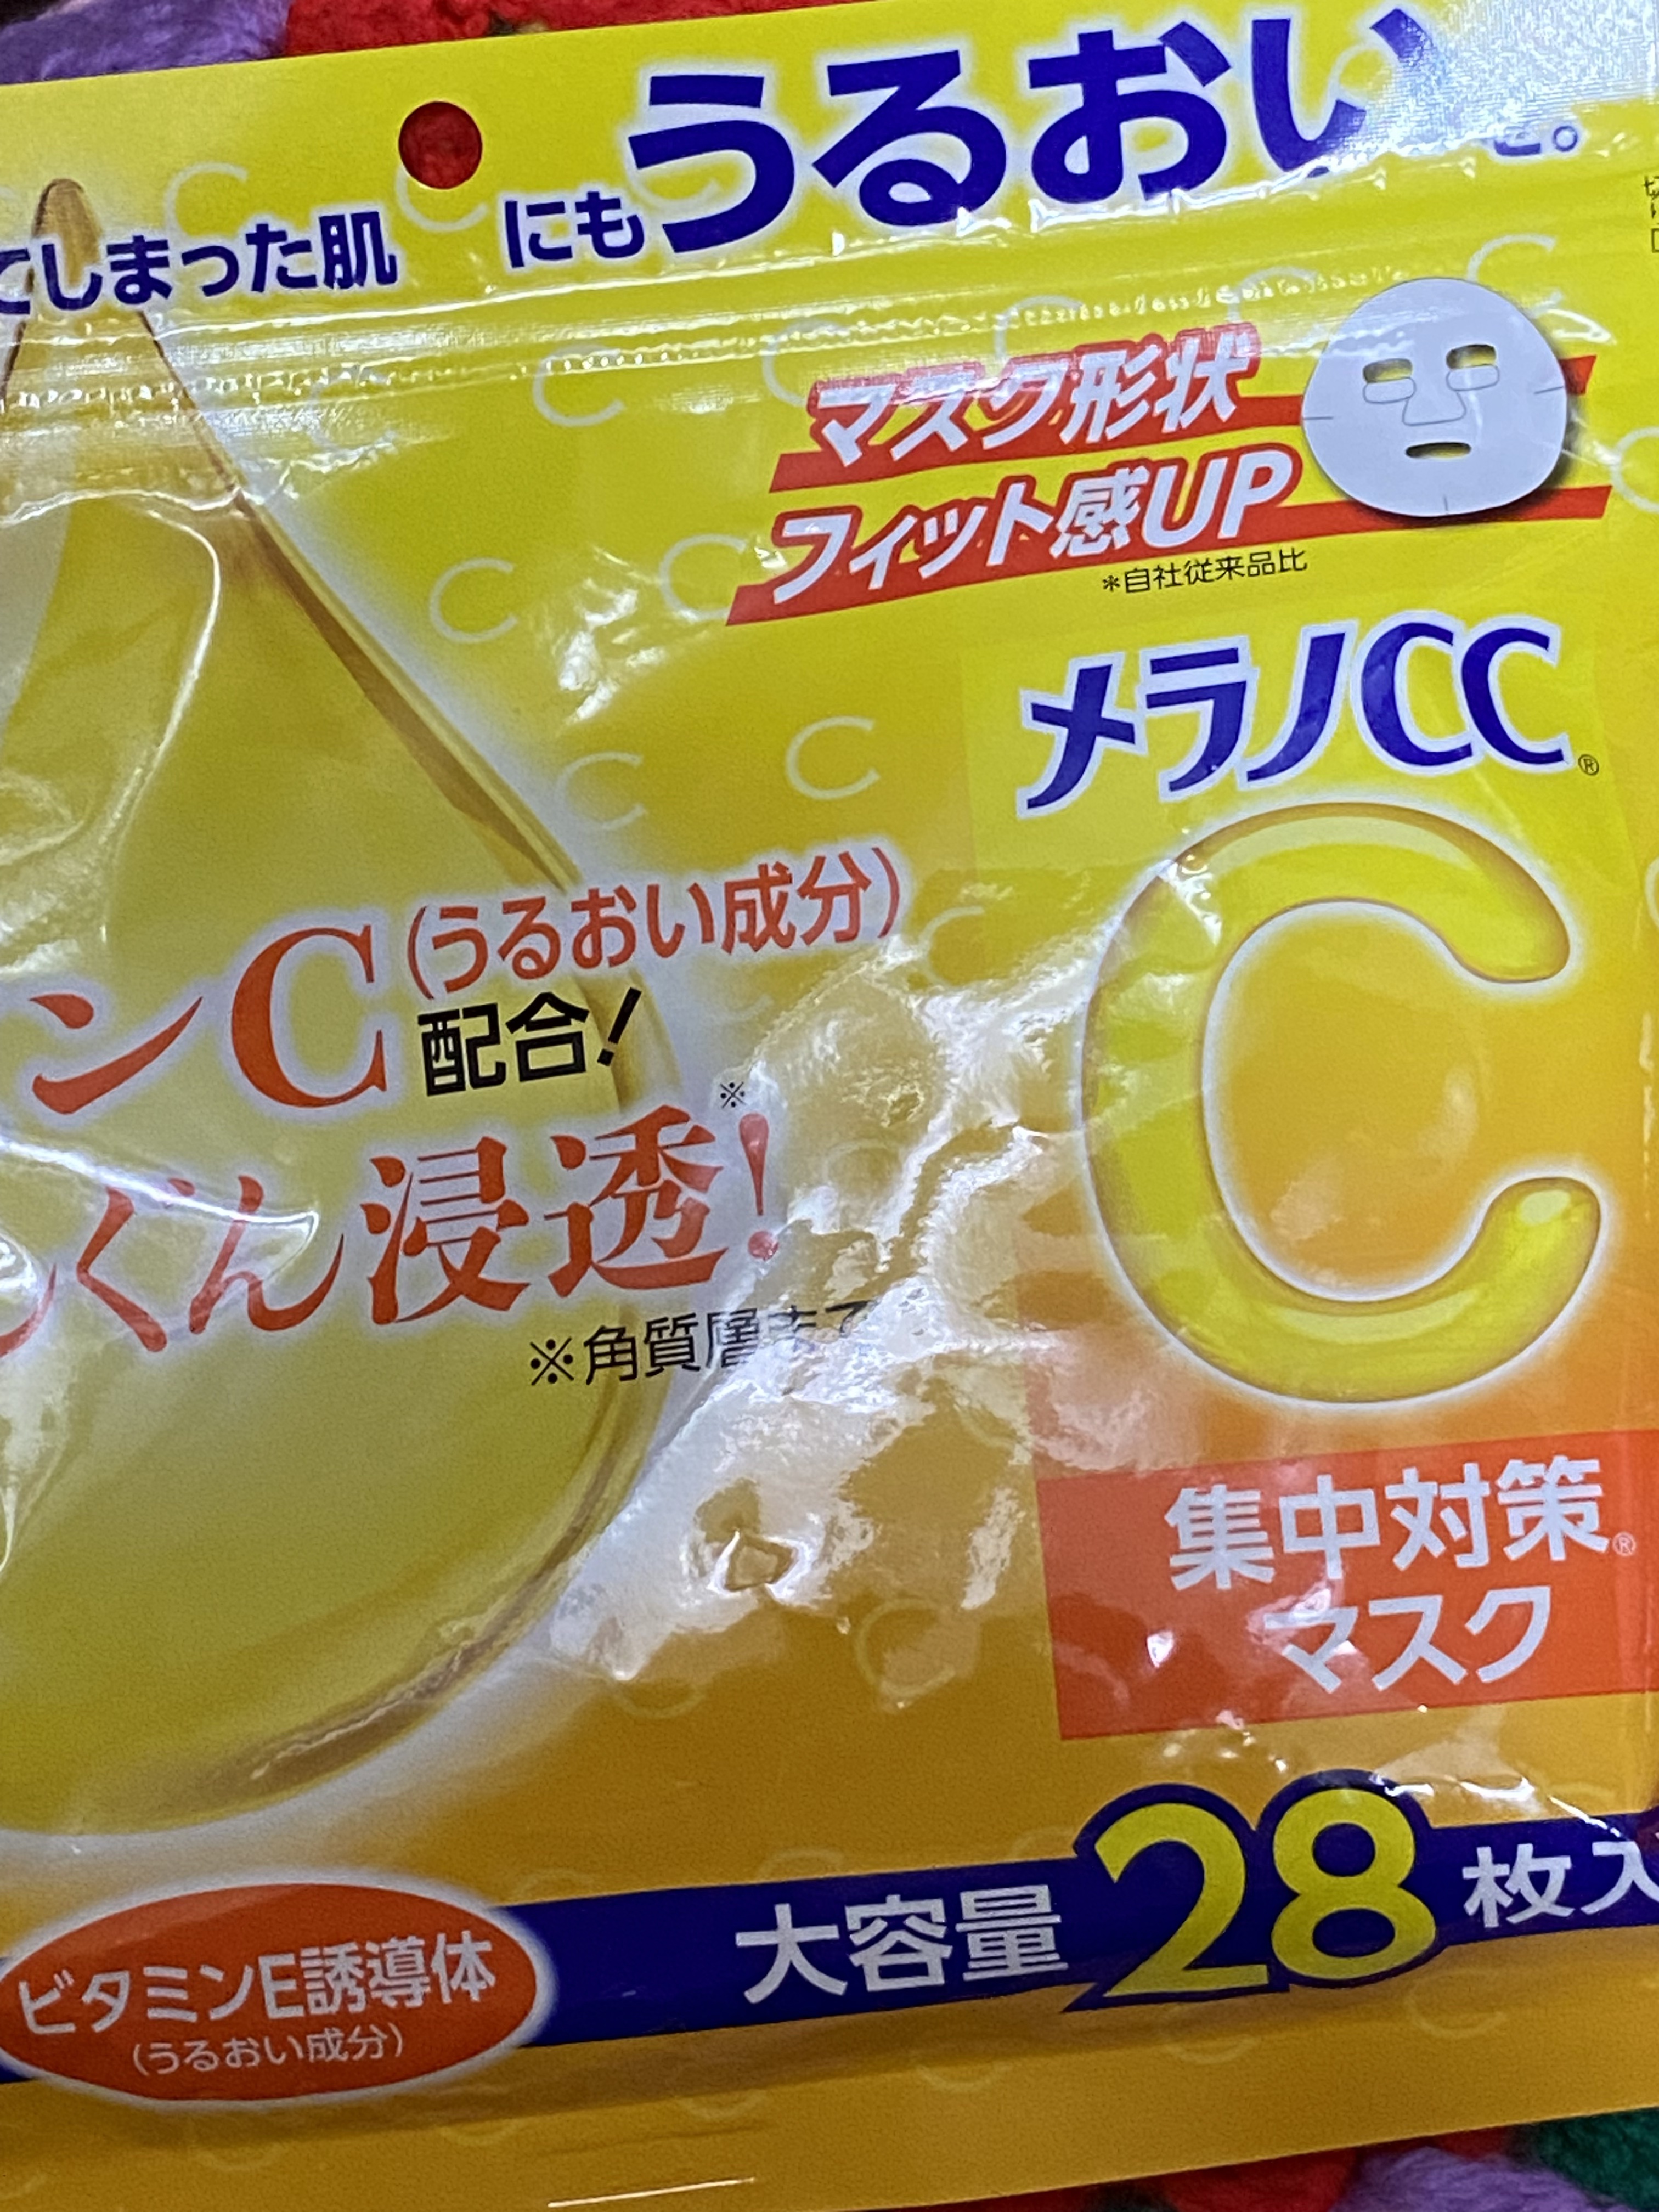 てしまった肌にもうるおい
マスク形状
フィット感UP
*自社従来品比
メラノCC®
C
ンC(うるおい成分)
配合!
ぐん浸透!※
※角質層まで
集中対策®
マスク
大容量28枚入
ビタミンE誘導体
(うるおい成分)